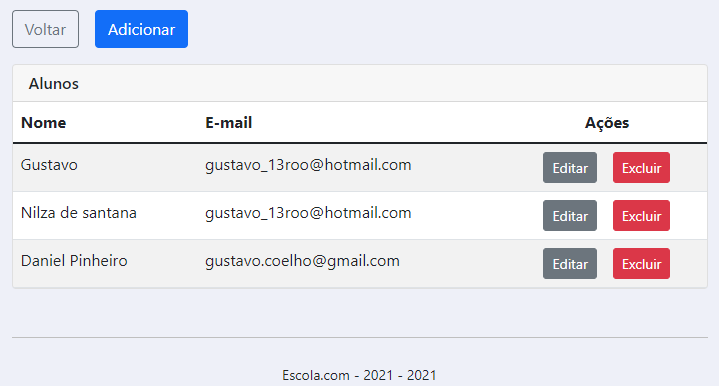 Voltar Adicionar
Alunos
Nome E-mail Ações
Gustavo gustavo_13roo@hotmail.com Editar Excluir
Nilza de santana gustavo_13roo@hotmail.com Editar Excluir
Daniel Pinheiro gustavo.coelho@gmail.com Editar Excluir
Escola.com - 2021 - 2021